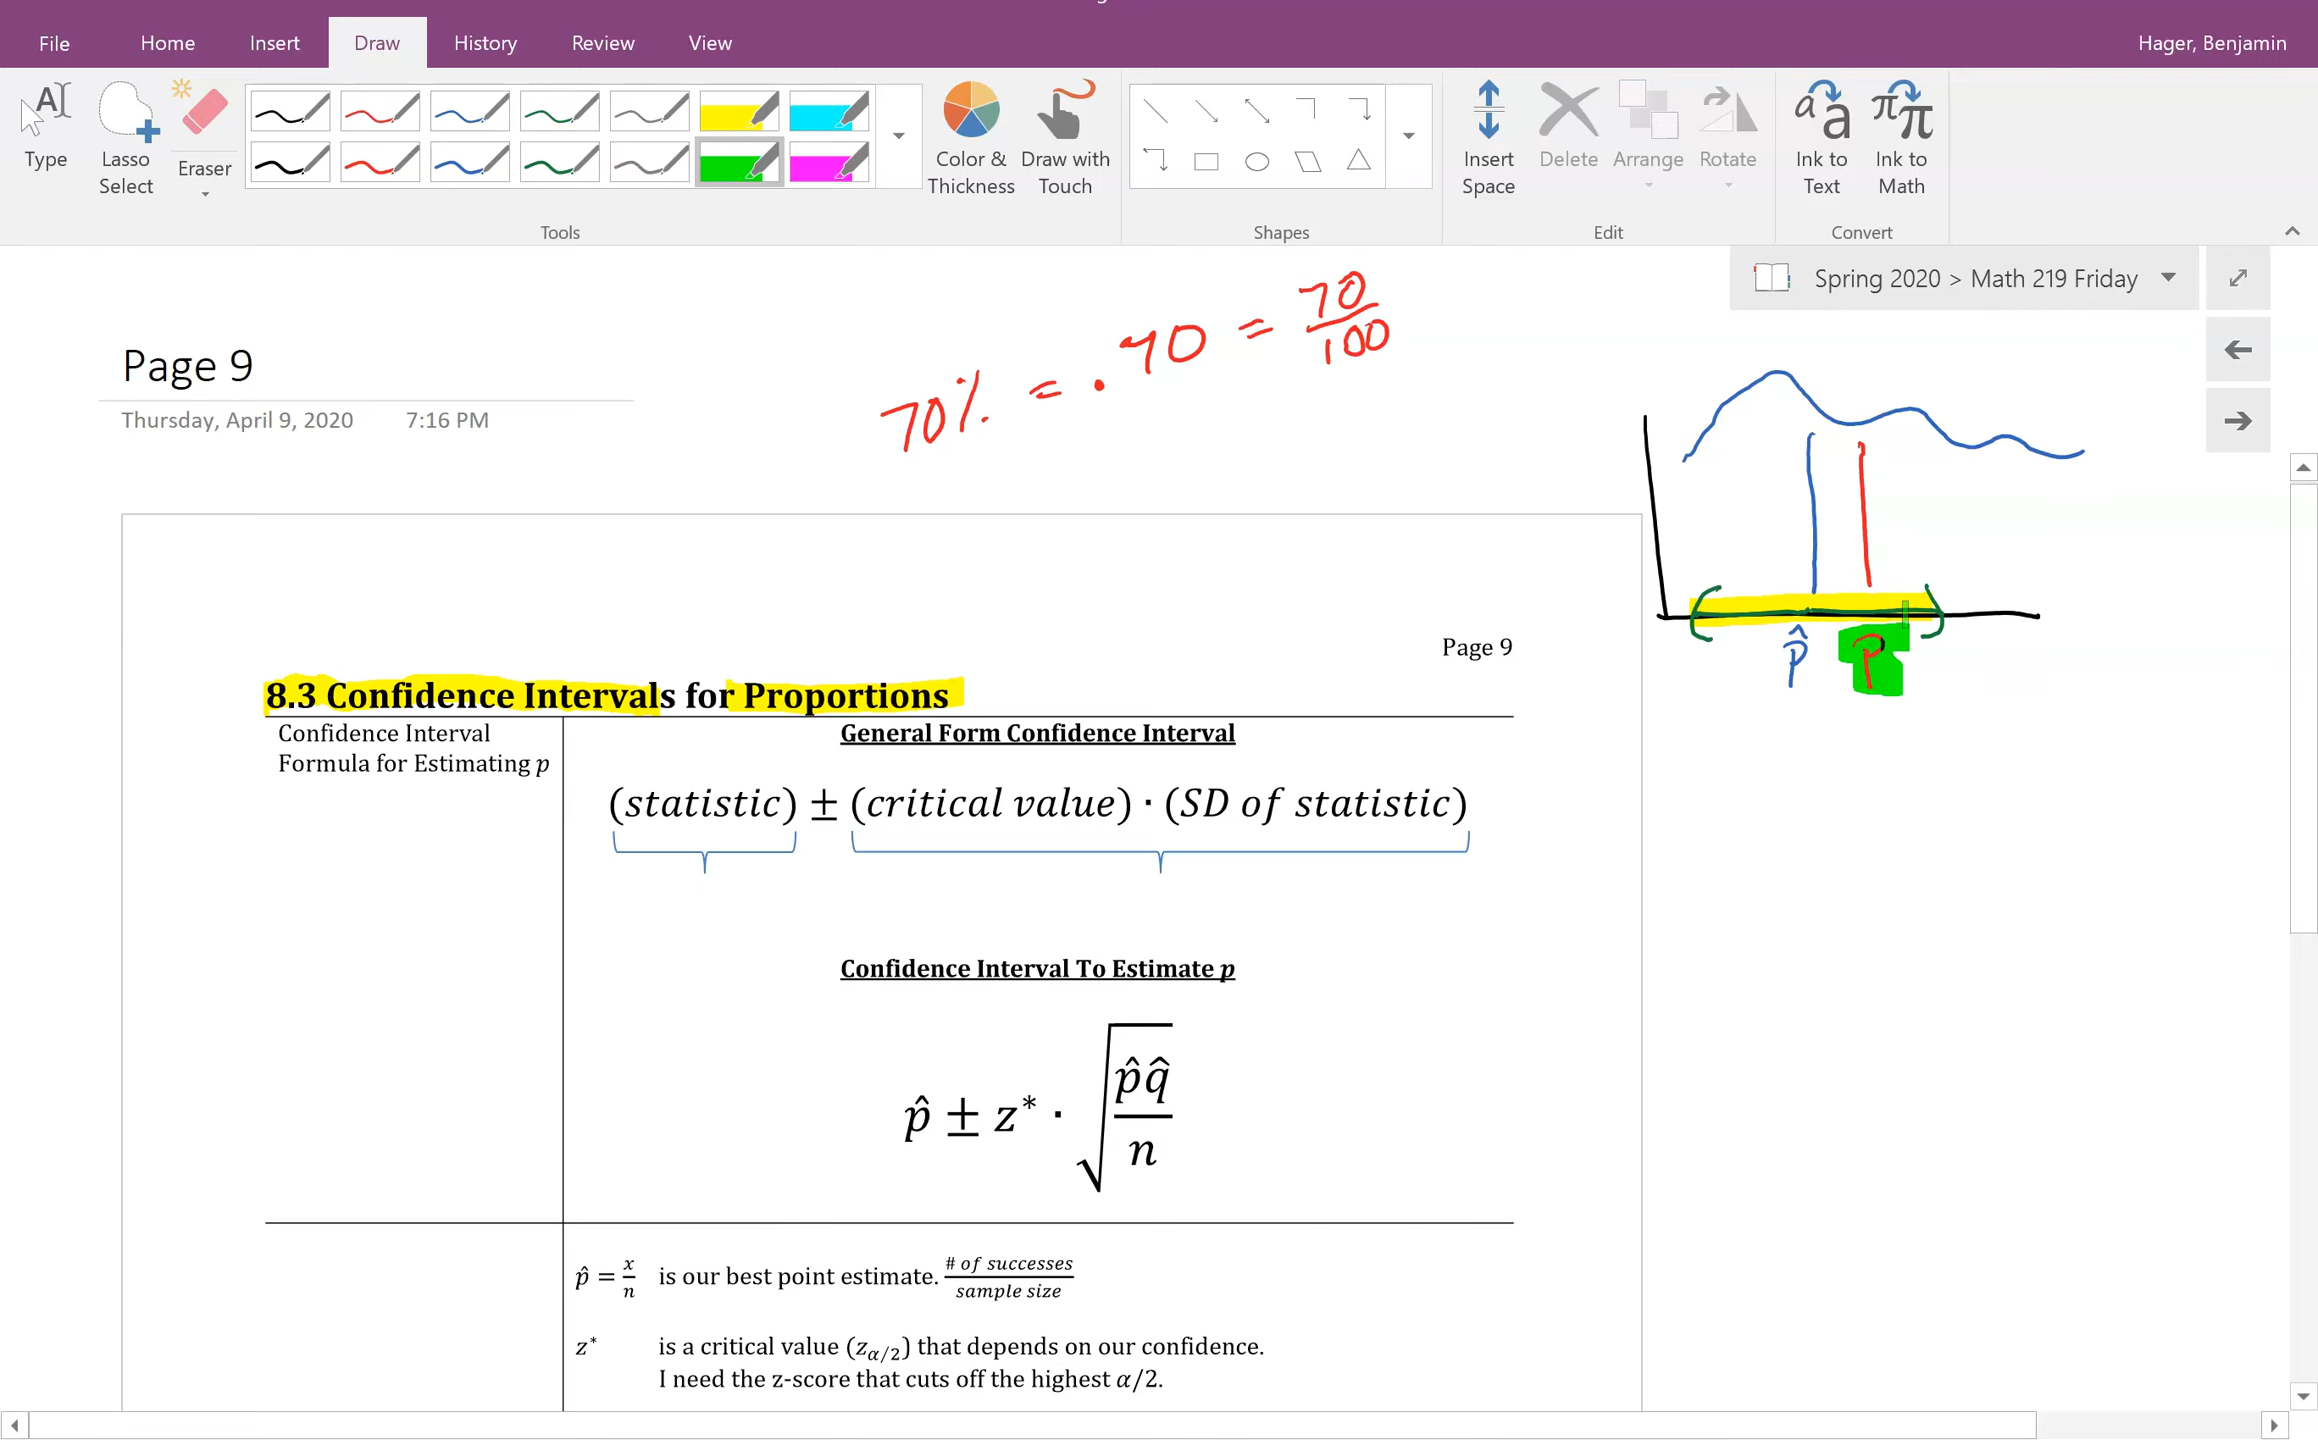 File Home Insert Draw History Review View Hager, Benjamin
Type Lasso Select Eraser Color & Thickness Draw with Touch Insert Space Delete Arrange Rotate Ink to Text Ink to Math
Tools Shapes Edit Convert
Spring 2020 > Math 219 Friday
70% = .70 = 70/100
Page 9
Thursday, April 9, 2020 7:16 PM
p̂ P
Page 9
8.3 Confidence Intervals for Proportions
Confidence Interval
Formula for Estimating p
General Form Confidence Interval
(statistic) ± (critical value) · (SD of statistic)
Confidence Interval To Estimate p
p̂ ± z* · √(p̂q̂/n)
p̂ = x/n is our best point estimate. # of successes/sample size
z* is a critical value (zα/2) that depends on our confidence.
I need the z-score that cuts off the highest α/2.